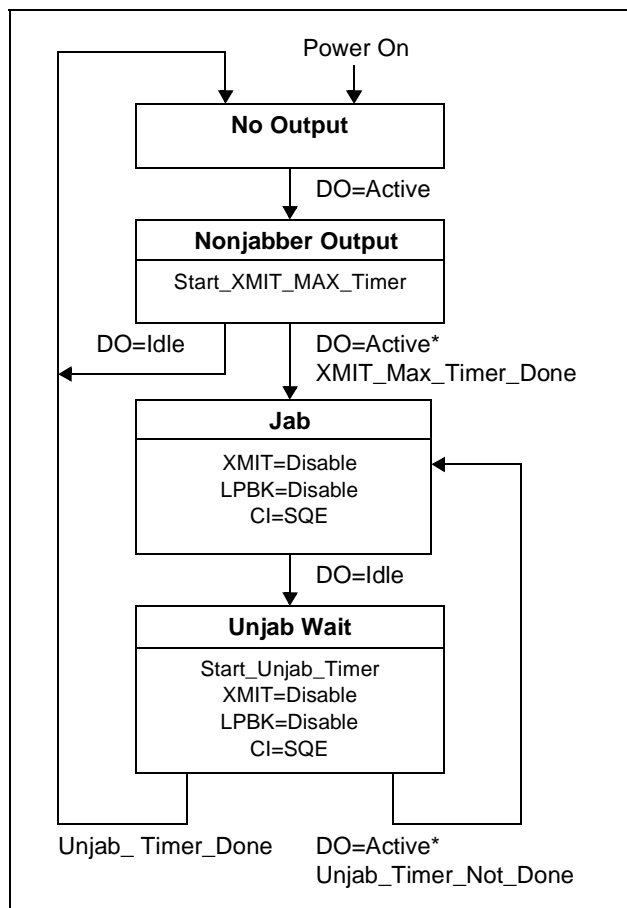 Power On
No Output
DO=Active
Nonjabber Output
Start_XMIT_MAX_Timer
DO=Idle
DO=Active*
XMIT_Max_Timer_Done
Jab
XMIT=Disable
LPBK=Disable
CI=SQE
DO=Idle
Unjab Wait
Start_Unjab_Timer
XMIT=Disable
LPBK=Disable
CI=SQE
Unjab_ Timer_Done
DO=Active*
Unjab_Timer_Not_Done